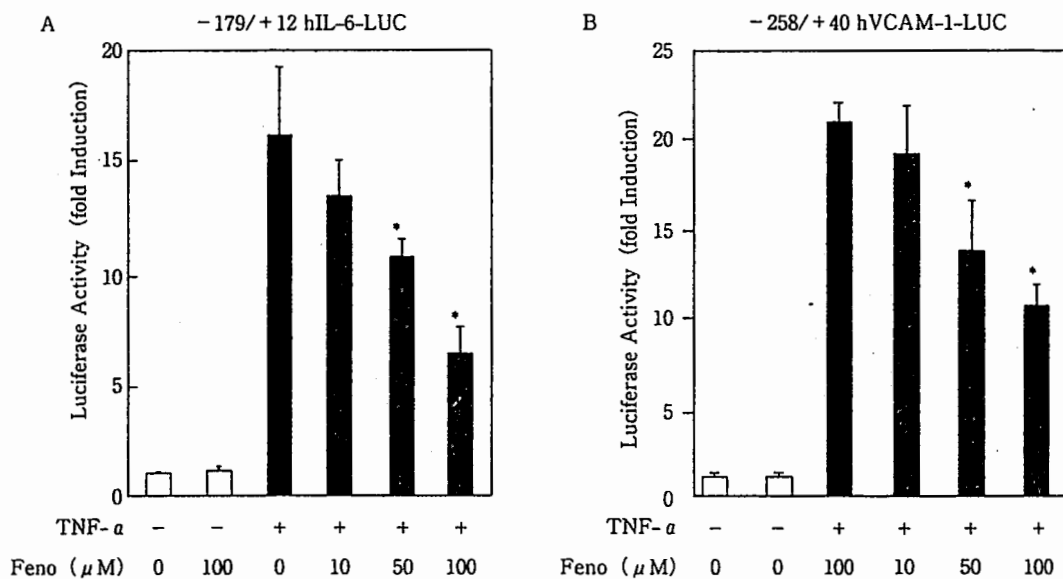 A
-179/+12 hIL-6-LUC
Luciferase Activity (fold Induction)
20
15
10
5
0
*
*
TNF-α - - + + + +
Feno (μM) 0 100 0 10 50 100
B
-258/+40 hVCAM-1-LUC
Luciferase Activity (fold Induction)
25
20
15
10
5
0
*
*
TNF-α - - + + + +
Feno (μM) 0 0 100 10 50 100